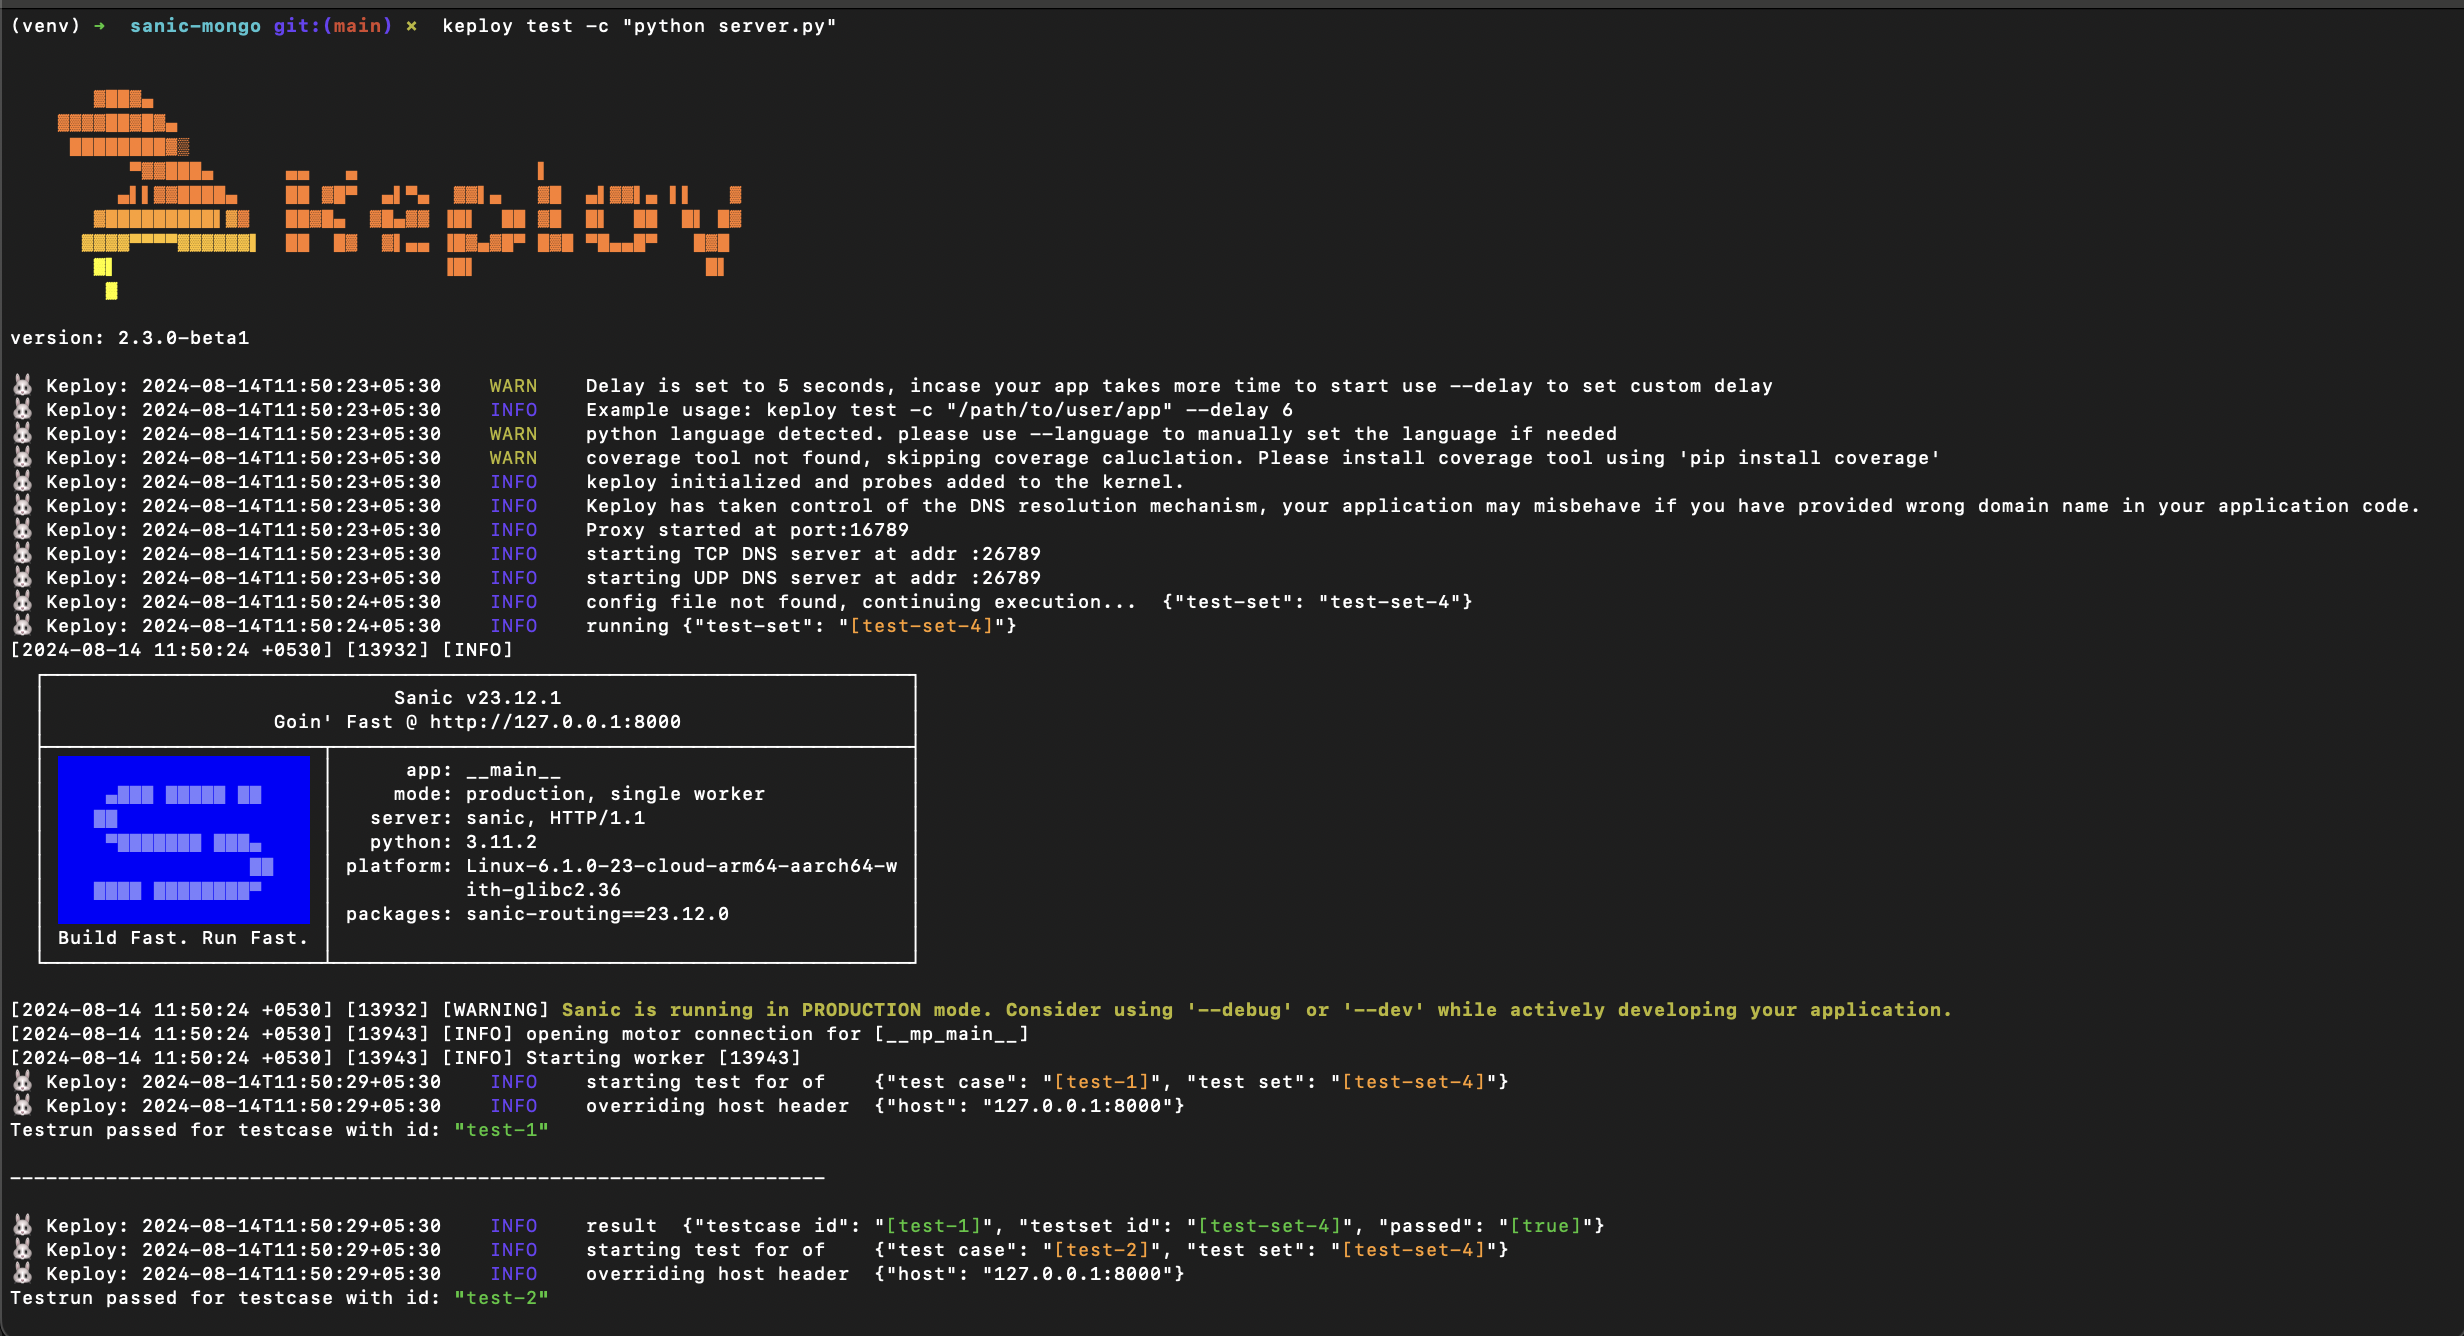 (venv) ➜  sanic-mongo git:(main) ✗  keploy test -c "python server.py"
Keploy
version: 2.3.0-beta1
🐰 Keploy: 2024-08-14T11:50:23+05:30 WARN Delay is set to 5 seconds, incase your app takes more time to start use --delay to set custom delay
🐰 Keploy: 2024-08-14T11:50:23+05:30 INFO Example usage: keploy test -c "/path/to/user/app" --delay 6
🐰 Keploy: 2024-08-14T11:50:23+05:30 WARN python language detected. please use --language to manually set the language if needed
🐰 Keploy: 2024-08-14T11:50:23+05:30 WARN coverage tool not found, skipping coverage caluclation. Please install coverage tool using 'pip install coverage'
🐰 Keploy: 2024-08-14T11:50:23+05:30 INFO keploy initialized and probes added to the kernel.
🐰 Keploy: 2024-08-14T11:50:23+05:30 INFO Keploy has taken control of the DNS resolution mechanism, your application may misbehave if you have provided wrong domain name in your application code.
🐰 Keploy: 2024-08-14T11:50:23+05:30 INFO Proxy started at port:16789
🐰 Keploy: 2024-08-14T11:50:23+05:30 INFO starting TCP DNS server at addr :26789
🐰 Keploy: 2024-08-14T11:50:23+05:30 INFO starting UDP DNS server at addr :26789
🐰 Keploy: 2024-08-14T11:50:24+05:30 INFO config file not found, continuing execution... {"test-set": "test-set-4"}
🐰 Keploy: 2024-08-14T11:50:24+05:30 INFO running {"test-set": "[test-set-4]"}
[2024-08-14 11:50:24 +0530] [13932] [INFO]
Sanic v23.12.1
Goin' Fast @ http://127.0.0.1:8000
app: __main__
mode: production, single worker
server: sanic, HTTP/1.1
python: 3.11.2
platform: Linux-6.1.0-23-cloud-arm64-aarch64-w
ith-glibc2.36
packages: sanic-routing==23.12.0
Build Fast. Run Fast.
[2024-08-14 11:50:24 +0530] [13932] [WARNING] Sanic is running in PRODUCTION mode. Consider using '--debug' or '--dev' while actively developing your application.
[2024-08-14 11:50:24 +0530] [13943] [INFO] opening motor connection for [__mp_main__]
[2024-08-14 11:50:24 +0530] [13943] [INFO] Starting worker [13943]
🐰 Keploy: 2024-08-14T11:50:29+05:30 INFO starting test for of {"test case": "[test-1]", "test set": "[test-set-4]"}
🐰 Keploy: 2024-08-14T11:50:29+05:30 INFO overriding host header {"host": "127.0.0.1:8000"}
Testrun passed for testcase with id: "test-1"
--------------------------------------------------------------------
🐰 Keploy: 2024-08-14T11:50:29+05:30 INFO result {"testcase id": "[test-1]", "testset id": "[test-set-4]", "passed": "[true]"}
🐰 Keploy: 2024-08-14T11:50:29+05:30 INFO starting test for of {"test case": "[test-2]", "test set": "[test-set-4]"}
🐰 Keploy: 2024-08-14T11:50:29+05:30 INFO overriding host header {"host": "127.0.0.1:8000"}
Testrun passed for testcase with id: "test-2"